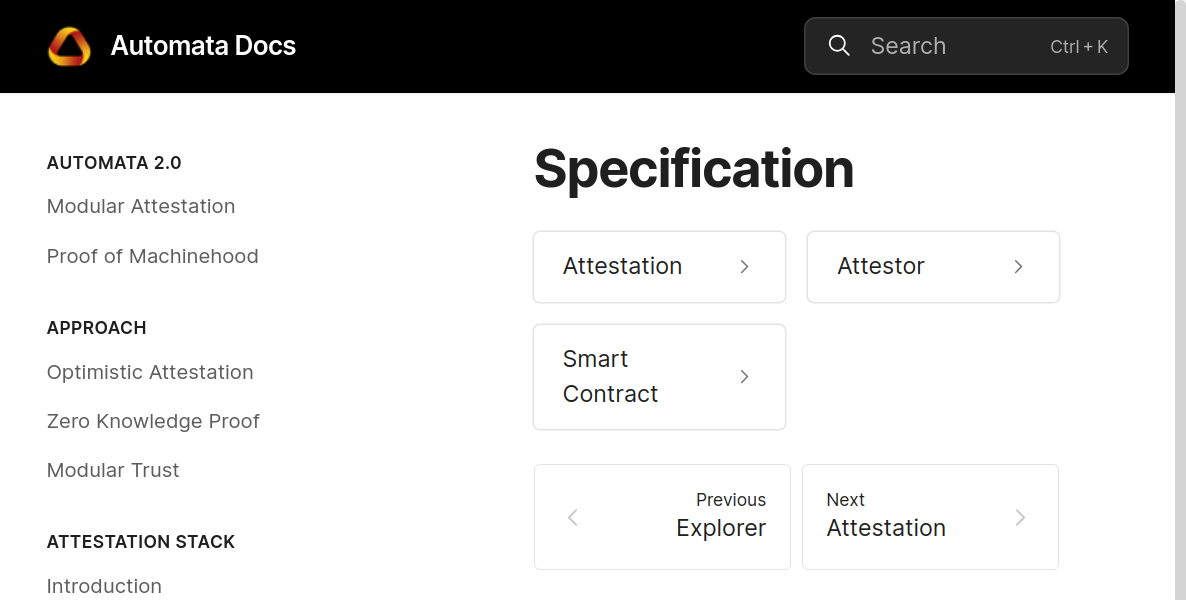 Automata Docs
Search
Ctrl + K
AUTOMATA 2.0
Modular Attestation
Proof of Machinehood
APPROACH
Optimistic Attestation
Zero Knowledge Proof
Modular Trust
ATTESTATION STACK
Introduction
Specification
Attestation
Attestor
Smart
Contract
Previous
Explorer
Next
Attestation